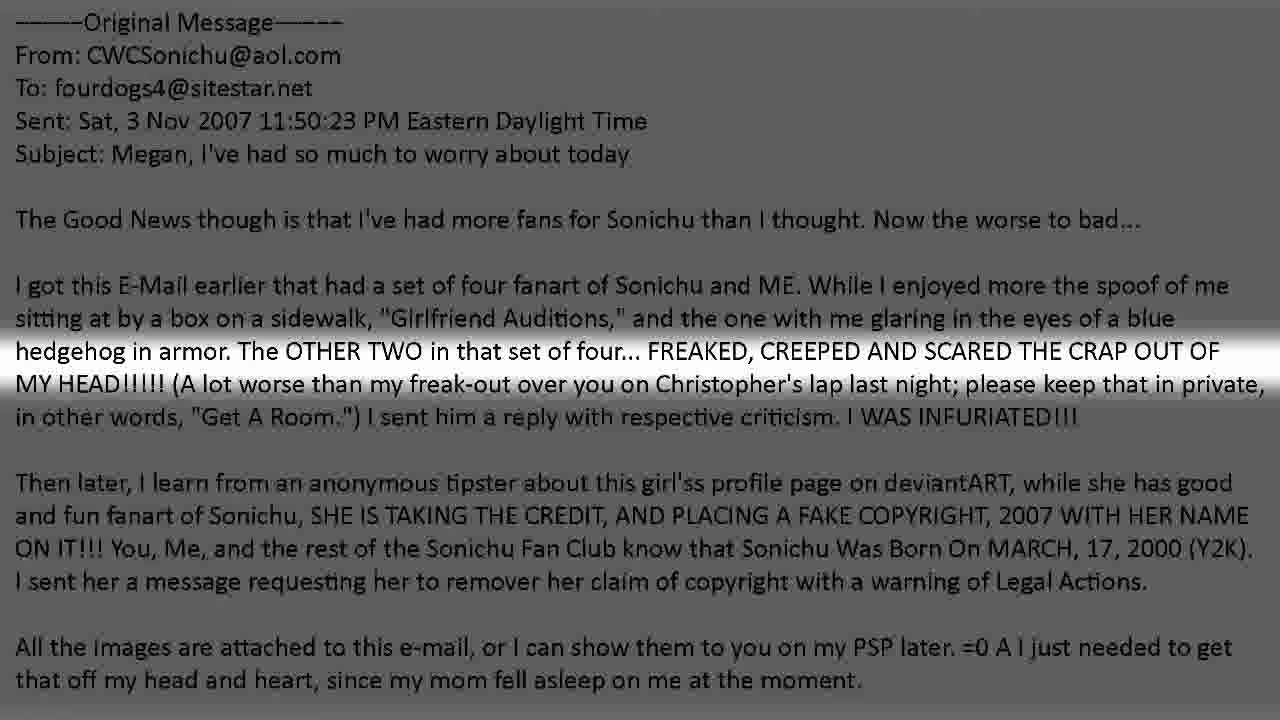 -------Original Message-------
From: CWCSonichu@aol.com
To: fourdogs4@sitestar.net
Sent: Sat, 3 Nov 2007 11:50:23 PM Eastern Daylight Time
Subject: Megan, I've had so much to worry about today
The Good News though is that I've had more fans for Sonichu than I thought. Now the worse to bad...
I got this E-Mail earlier that had a set of four fanart of Sonichu and ME. While I enjoyed more the spoof of me
sitting at by a box on a sidewalk, "Girlfriend Auditions," and the one with me glaring in the eyes of a blue
hedgehog in armor. The OTHER TWO in that set of four... FREAKED, CREEPED AND SCARED THE CRAP OUT OF
MY HEAD!!!!! (A lot worse than my freak-out over you on Christopher's lap last night; please keep that in private,
in other words, "Get A Room.") I sent him a reply with respective criticism. I WAS INFURIATED!!!
Then later, I learn from an anonymous tipster about this girl'ss profile page on deviantART, while she has good
and fun fanart of Sonichu, SHE IS TAKING THE CREDIT, AND PLACING A FAKE COPYRIGHT, 2007 WITH HER NAME
ON IT!!! You, Me, and the rest of the Sonichu Fan Club know that Sonichu Was Born On MARCH, 17, 2000 (Y2K).
I sent her a message requesting her to remover her claim of copyright with a warning of Legal Actions.
All the images are attached to this e-mail, or I can show them to you on my PSP later. =0 A I just needed to get
that off my head and heart, since my mom fell asleep on me at the moment.